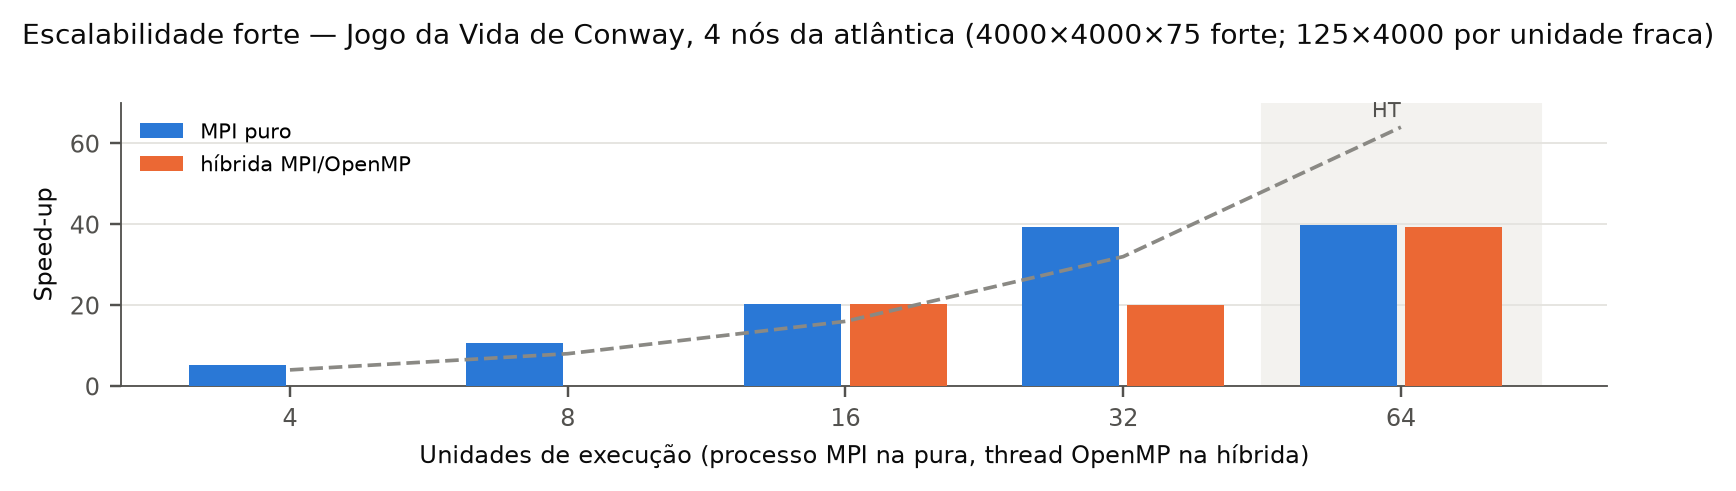 Escalabilidade forte — Jogo da Vida de Conway, 4 nós da atlântica (4000×4000×75 forte; 125×4000 por unidade fraca)
HT
MPI puro
híbrida MPI/OpenMP
Speed-up
60
40
20
0
4 8 16 32 64
Unidades de execução (processo MPI na pura, thread OpenMP na híbrida)